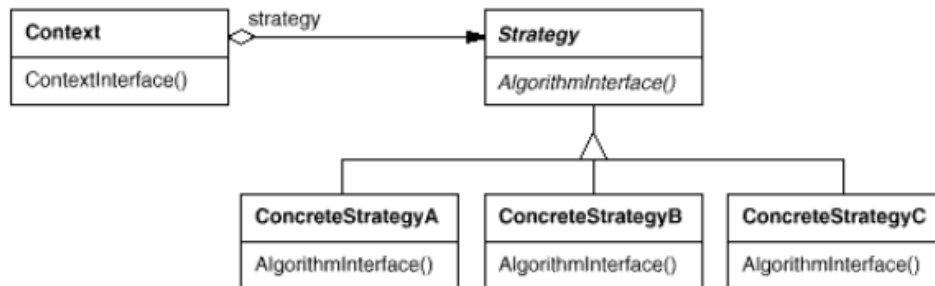 Context
strategy
Strategy
ContextInterface()
AlgorithmInterface()
ConcreteStrategyA
ConcreteStrategyB
ConcreteStrategyC
AlgorithmInterface()
AlgorithmInterface()
AlgorithmInterface()